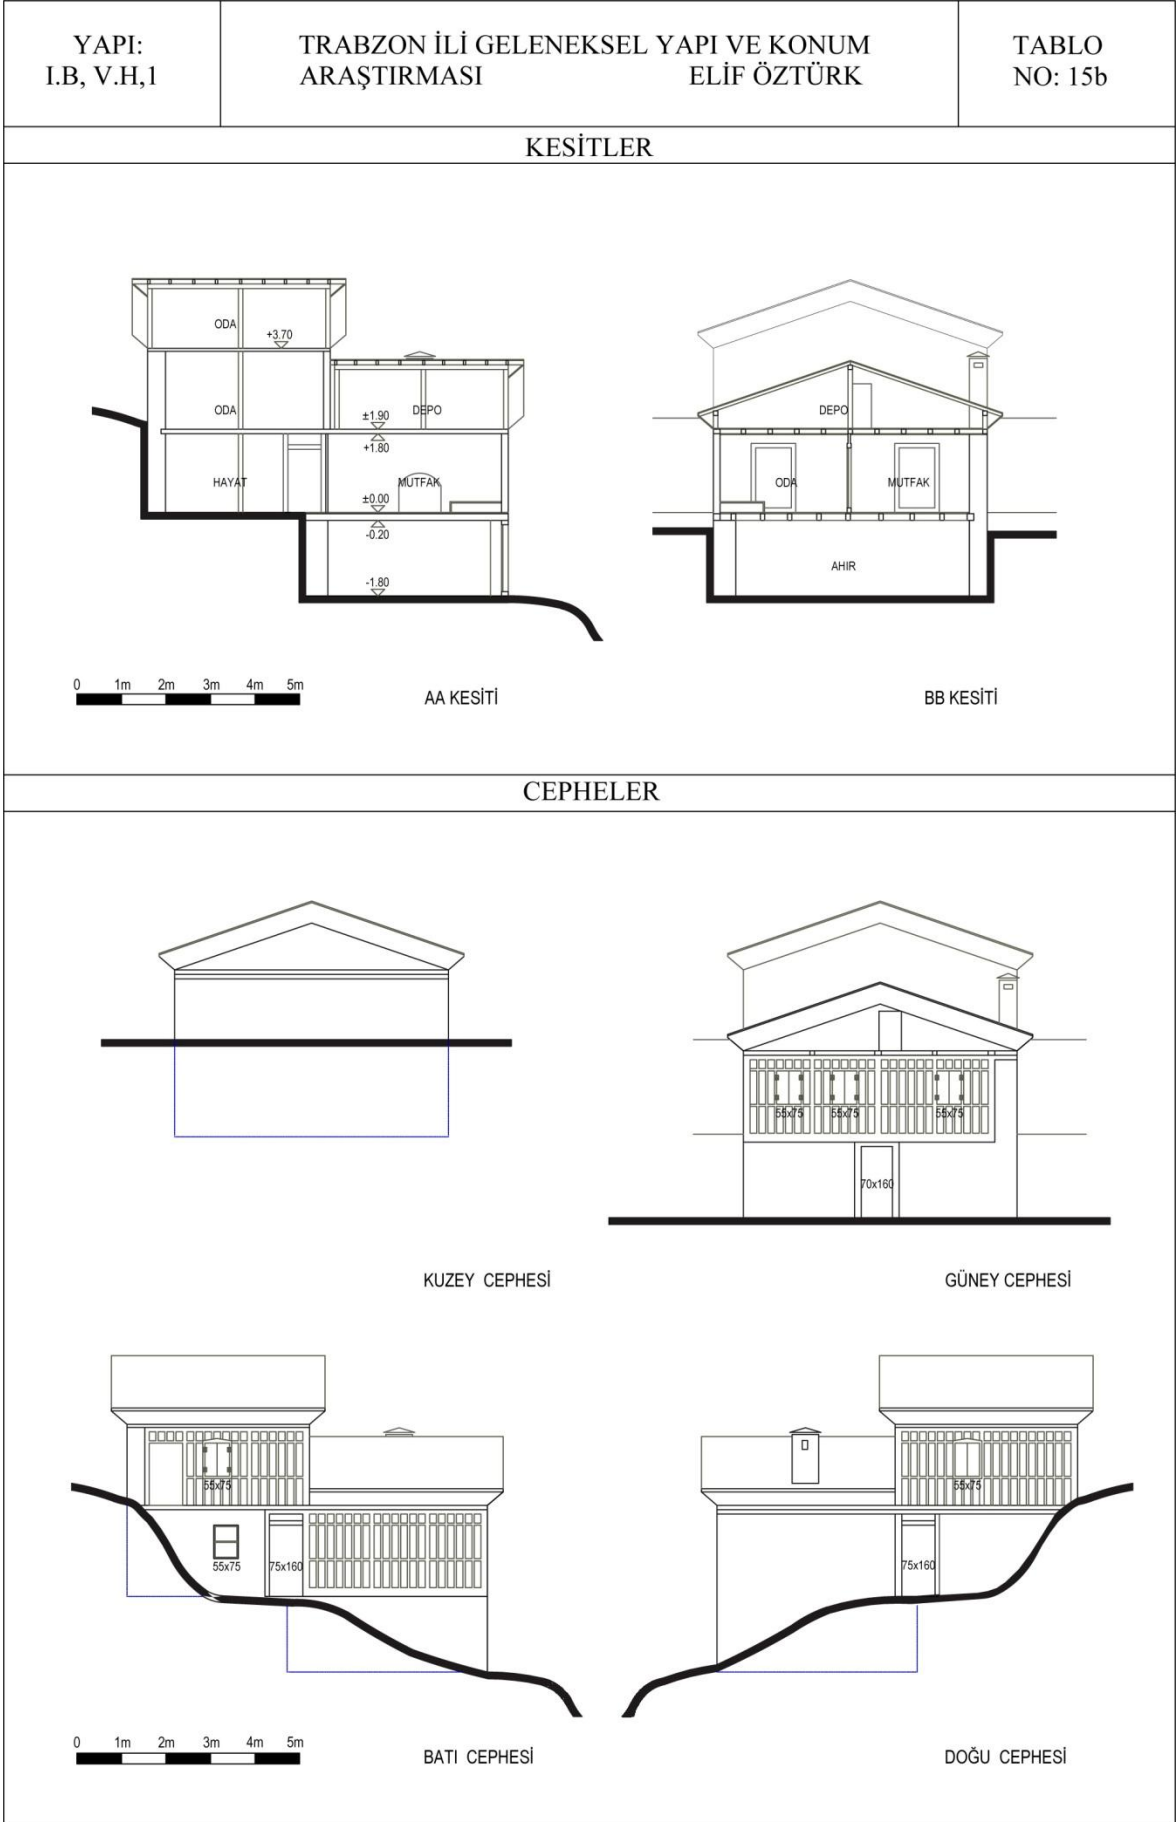 YAPI:
I.B, V.H,1
TRABZON İLİ GELENEKSEL YAPI VE KONUM
ARAŞTIRMASI ELİF ÖZTÜRK
TABLO
NO: 15b
KESİTLER
ODA
+3.70
ODA
±1.90
DEPO
+1.80
HAYAT
MUTFAK
±0.00
-0.20
-1.80
DEPO
ODA
MUTFAK
AHIR
0 1m 2m 3m 4m 5m
AA KESİTİ
BB KESİTİ
CEPHELER
55x75 55x75 55x75
70x160
KUZEY CEPHESİ
GÜNEY CEPHESİ
55x75
55x75
75x160
55x75
75x160
0 1m 2m 3m 4m 5m
BATI CEPHESİ
DOĞU CEPHESİ